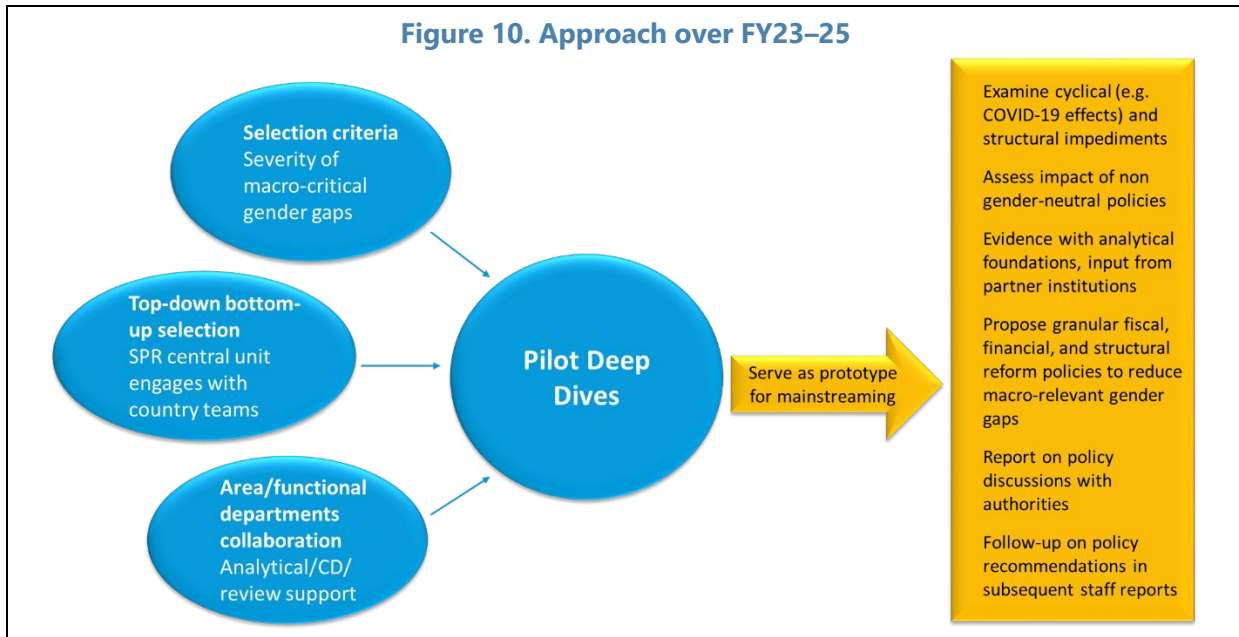 Figure 10. Approach over FY23–25
Selection criteria
Severity of
macro-critical
gender gaps
Top-down bottom-
up selection
SPR central unit
engages with
country teams
Area/functional
departments
collaboration
Analytical/CD/
review support
Pilot Deep
Dives
Serve as prototype
for mainstreaming
Examine cyclical (e.g.
COVID-19 effects) and
structural impediments
Assess impact of non
gender-neutral policies
Evidence with analytical
foundations, input from
partner institutions
Propose granular fiscal,
financial, and structural
reform policies to reduce
macro-relevant gender
gaps
Report on policy
discussions with
authorities
Follow-up on policy
recommendations in
subsequent staff reports